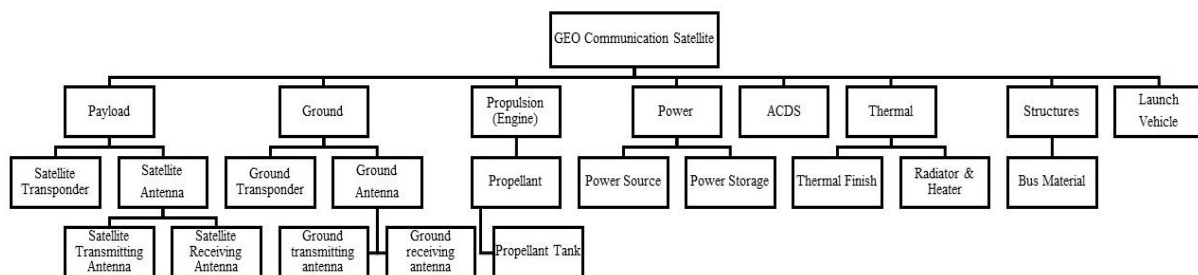 GEO Communication Satellite
Payload
Ground
Propulsion
(Engine)
Power
ACDS
Thermal
Structures
Launch
Vehicle
Satellite
Transponder
Satellite
Antenna
Ground
Transponder
Ground
Antenna
Propellant
Power Source
Power Storage
Thermal Finish
Radiator &
Heater
Bus Material
Satellite
Transmitting
Antenna
Satellite
Receiving
Antenna
Ground
transmitting
antenna
Ground
receiving
antenna
Propellant Tank